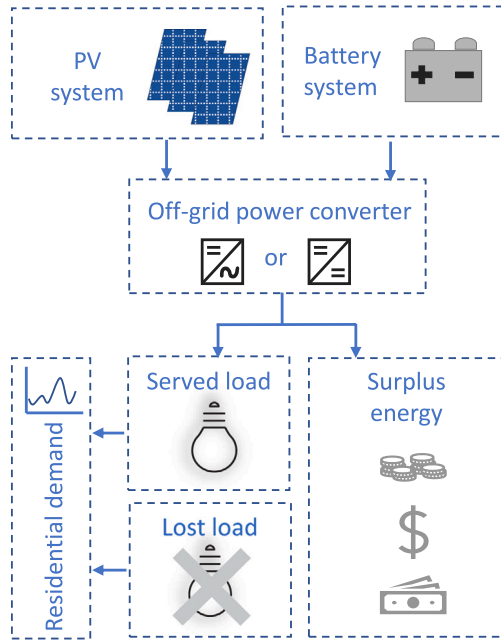 PV
system
Battery
system
Off-grid power converter
or
Served load
Surplus
energy
Residential demand
Lost load
$